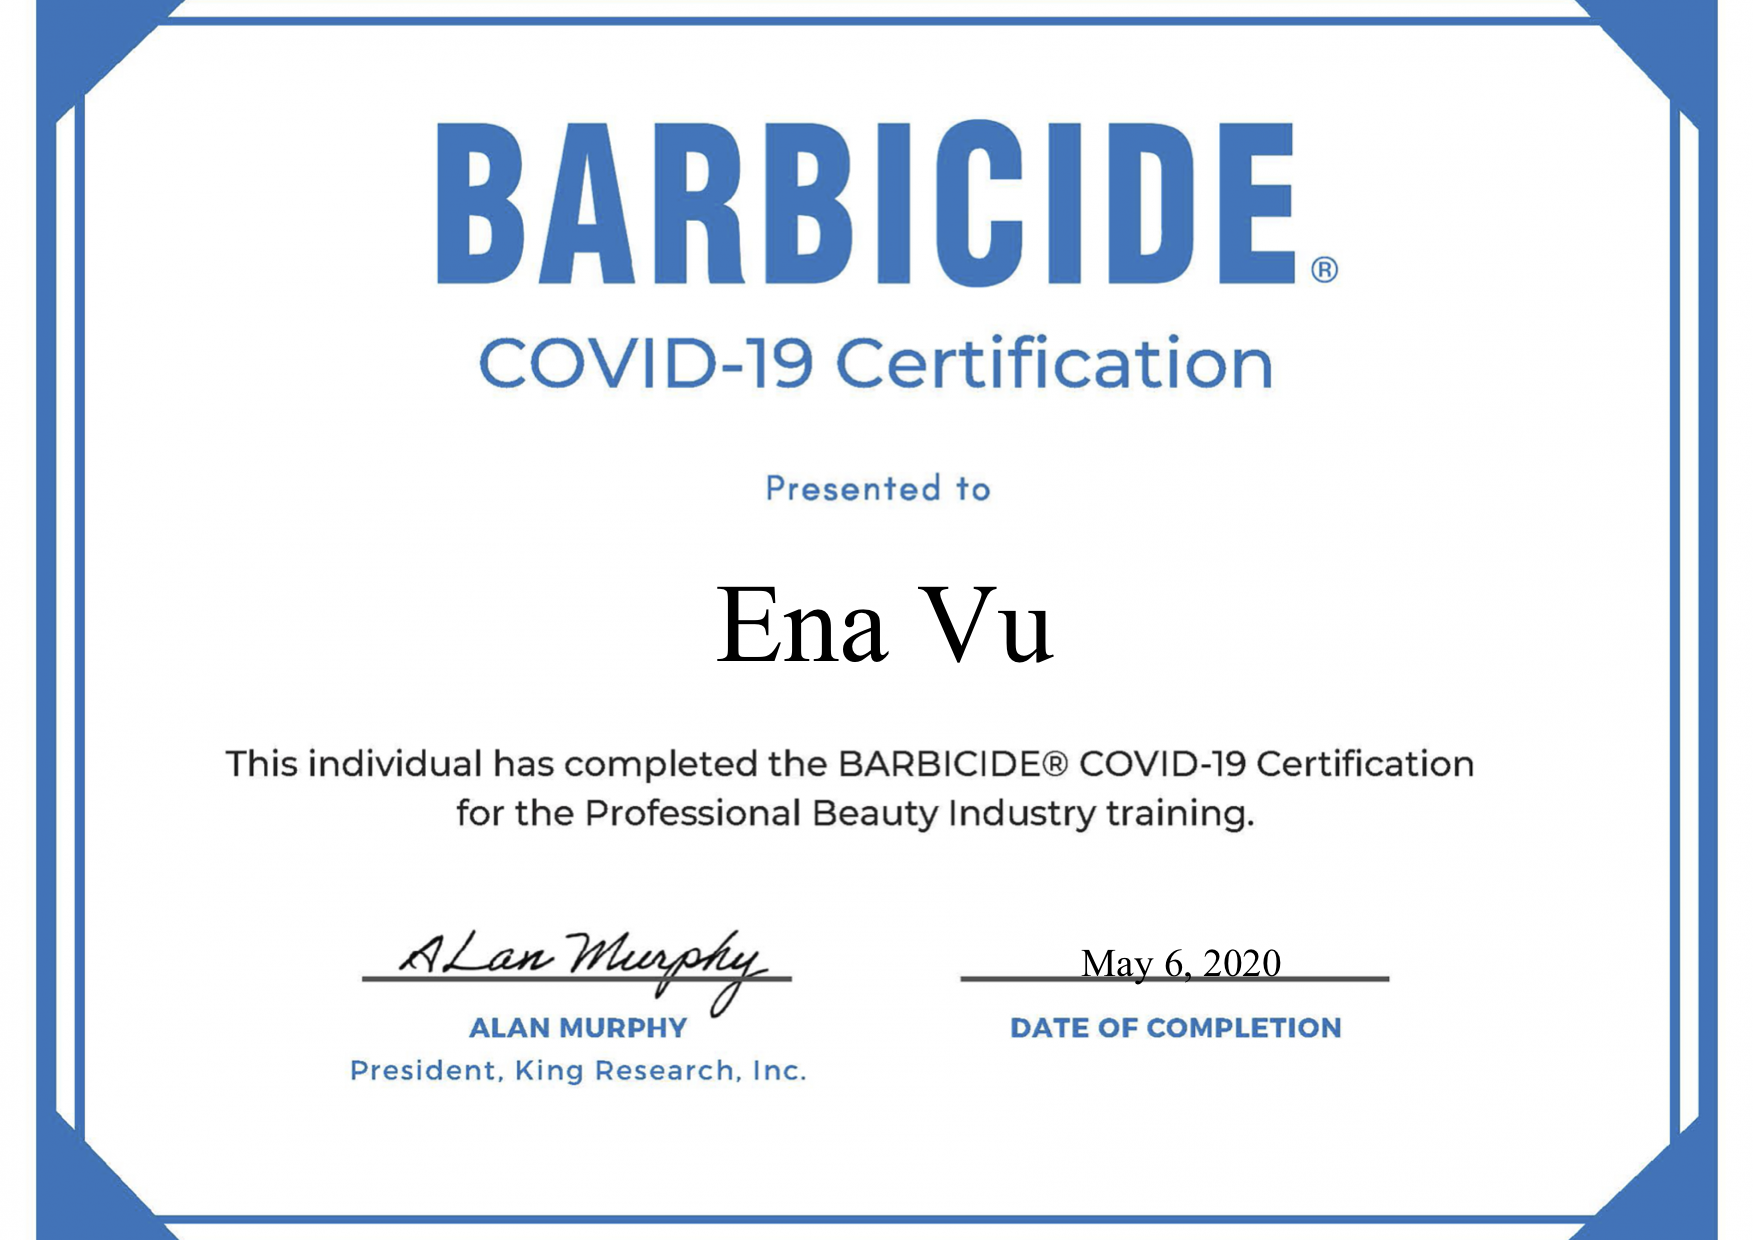 BARBICIDE®
COVID-19 Certification
Presented to
Ena Vu
This individual has completed the BARBICIDE® COVID-19 Certification
for the Professional Beauty Industry training.
ALan Murphy
ALAN MURPHY
President, King Research, Inc.
May 6, 2020
DATE OF COMPLETION